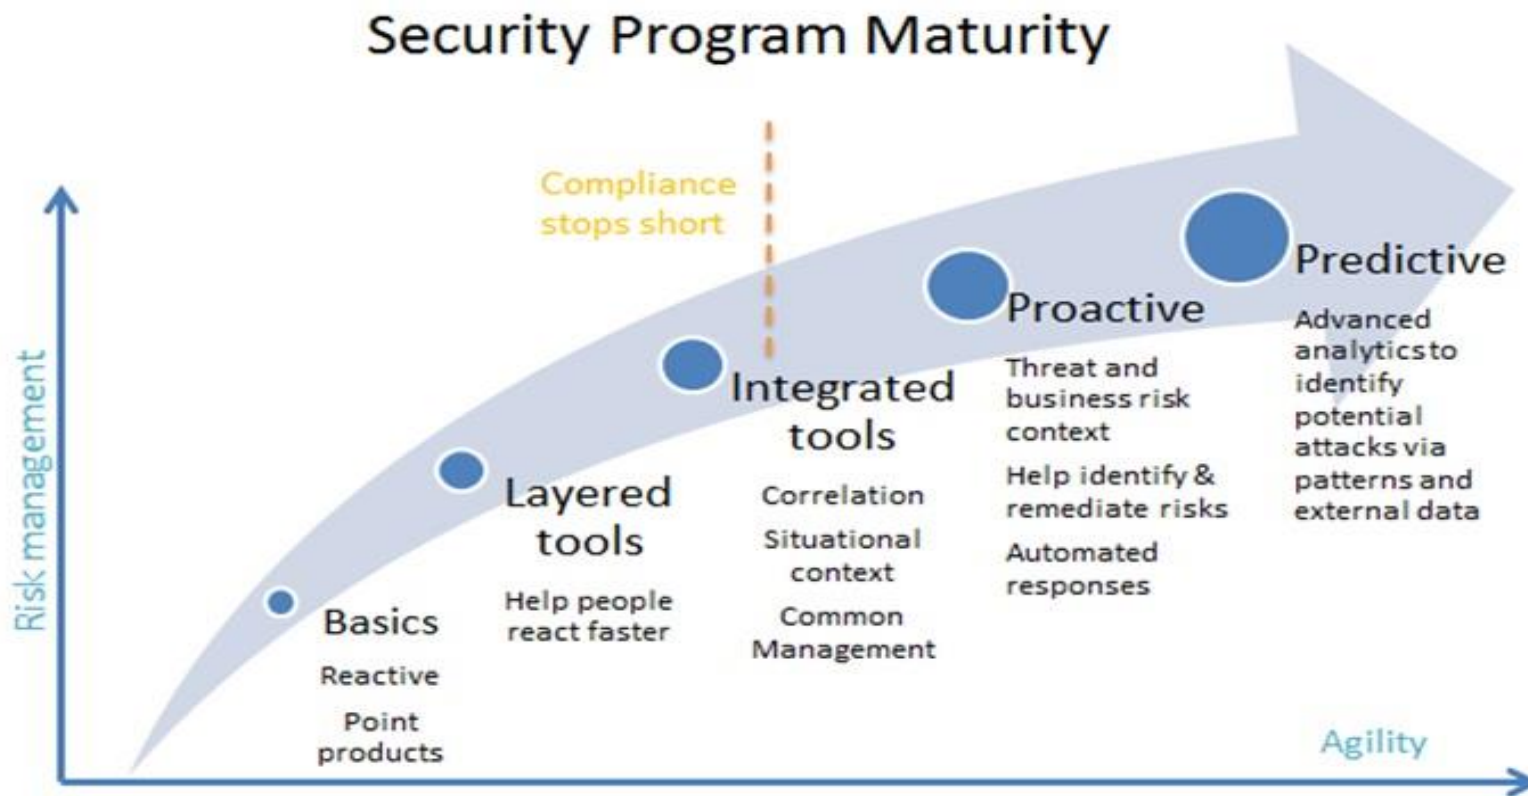 Security Program Maturity
Compliance
stops short
Risk management
Basics
Reactive
Point
products
Layered
tools
Help people
react faster
Integrated
tools
Correlation
Situational
context
Common
Management
Proactive
Threat and
business risk
context
Help identify &
remediate risks
Automated
responses
Predictive
Advanced
analytics to
identify
potential
attacks via
patterns and
external data
Agility